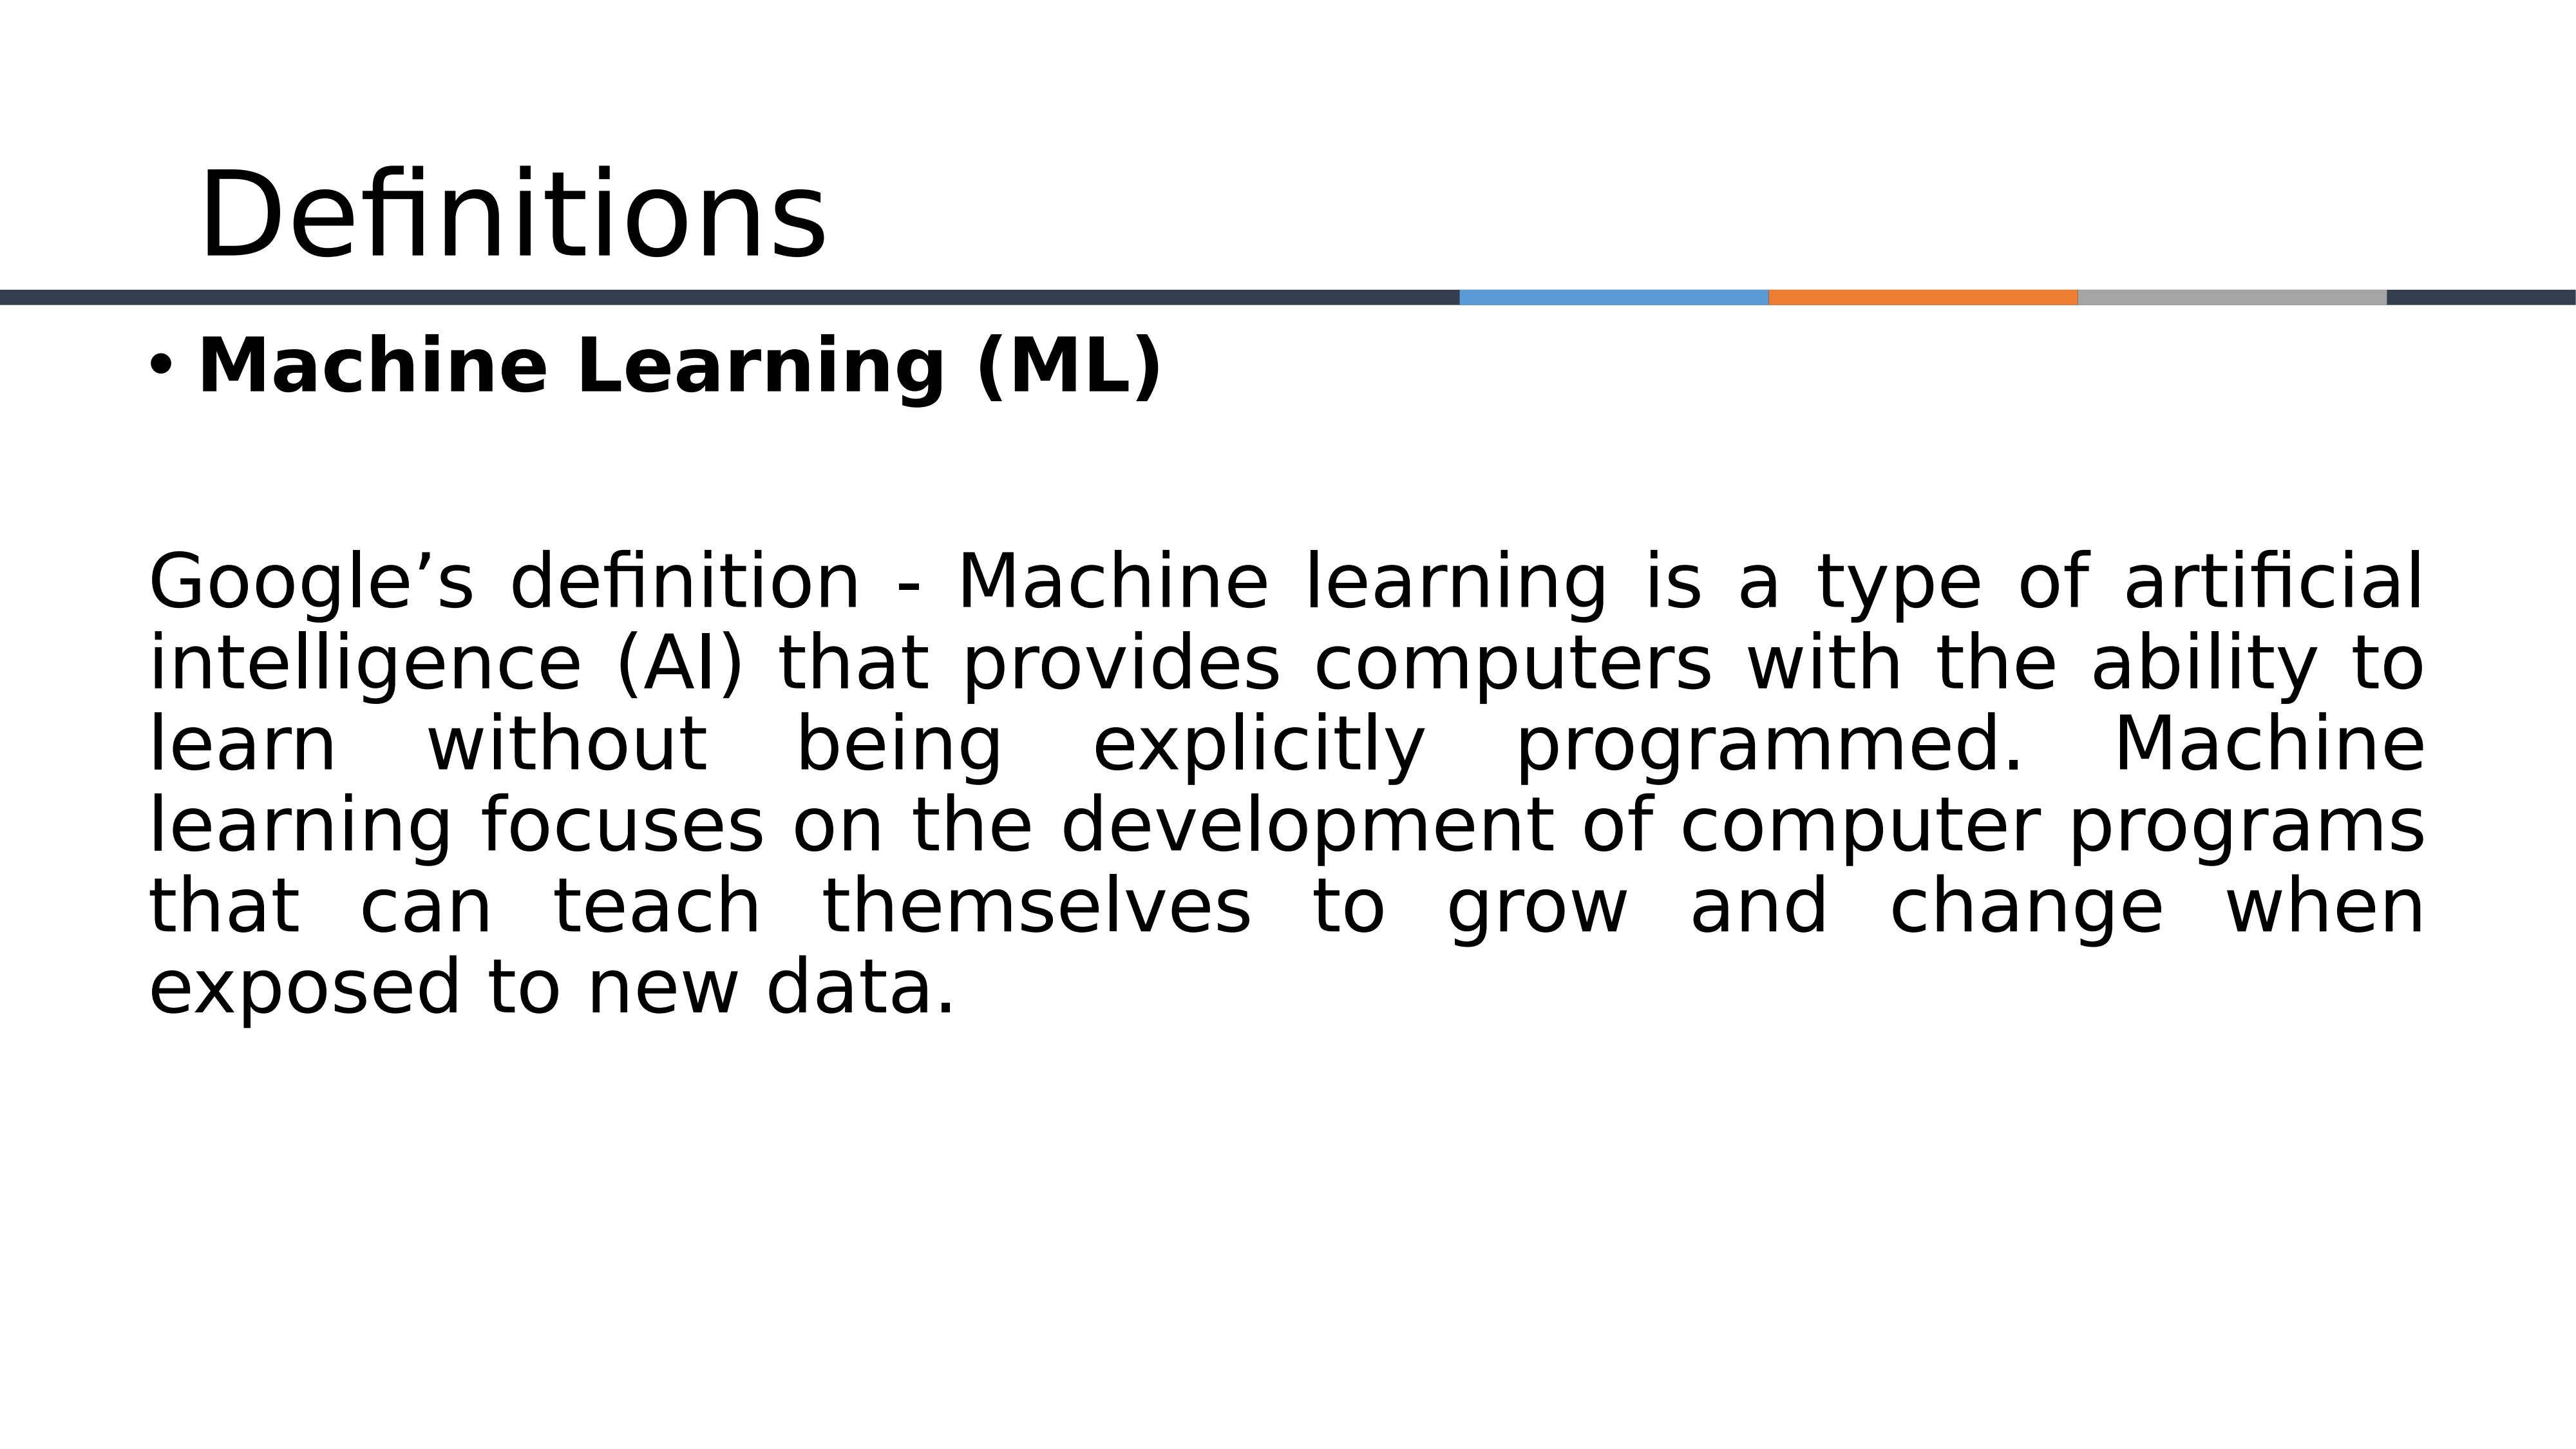 Definitions
• Machine Learning (ML)
Google’s definition - Machine learning is a type of artificial
intelligence (AI) that provides computers with the ability to
learn without being explicitly programmed. Machine
learning focuses on the development of computer programs
that can teach themselves to grow and change when
exposed to new data.